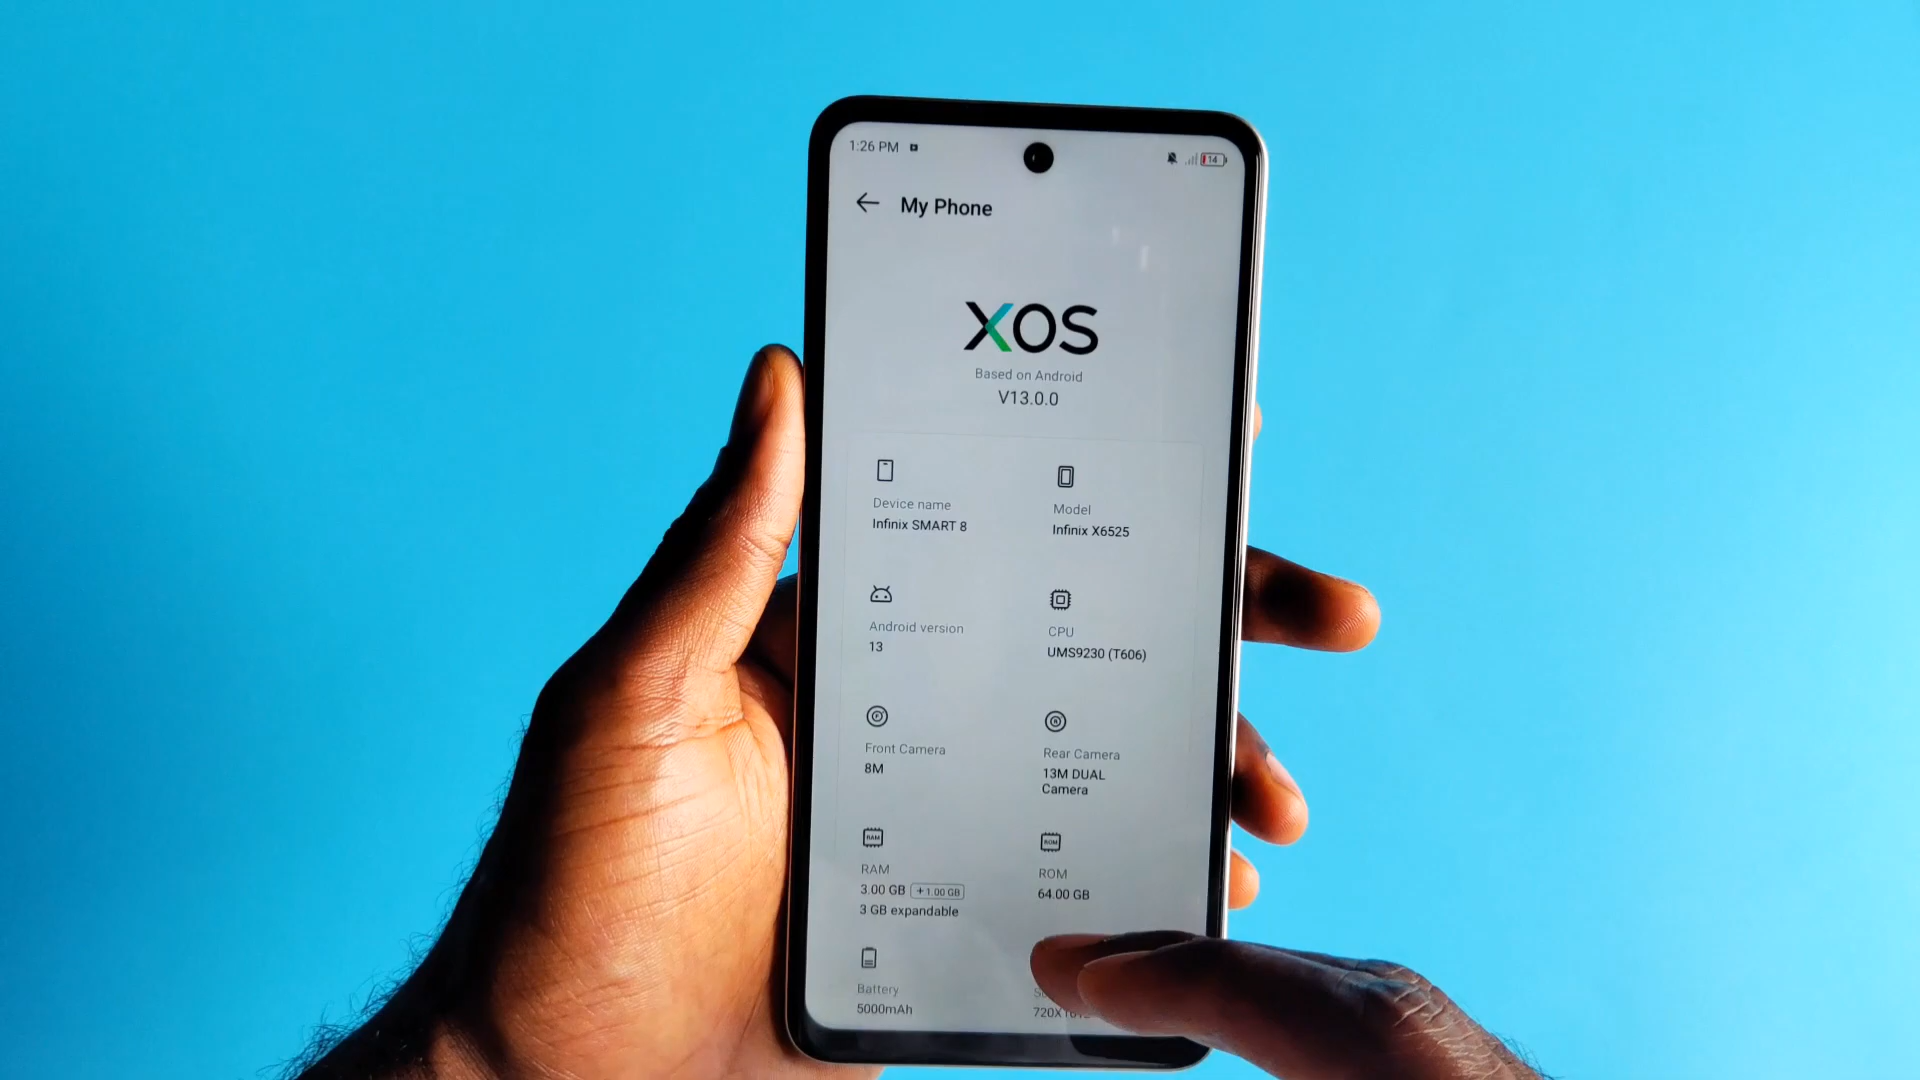 1:26 PM
14
My Phone
XOS
Based on Android
V13.0.0
Device name
Infinix SMART 8
Model
Infinix X6525
Android version
13
CPU
UMS9230 (T606)
Front Camera
8M
Rear Camera
13M DUAL
Camera
RAM
RAM
3.00 GB +1.00 GB
3 GB expandable
ROM
ROM
64.00 GB
Battery
5000mAh